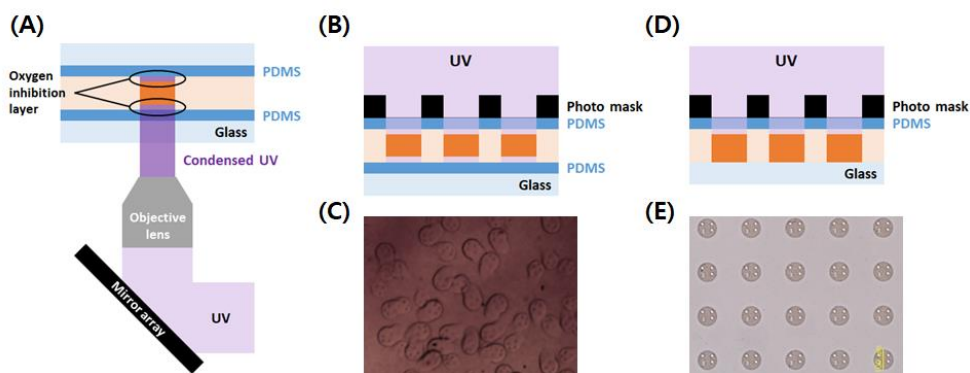 (A)
PDMS
Oxygen
inhibition
layer
PDMS
Glass
Condensed UV
Objective
lens
Mirror array
UV
(B)
UV
Photo mask
PDMS
PDMS
Glass
(C)
(D)
UV
Photo mask
PDMS
Glass
(E)